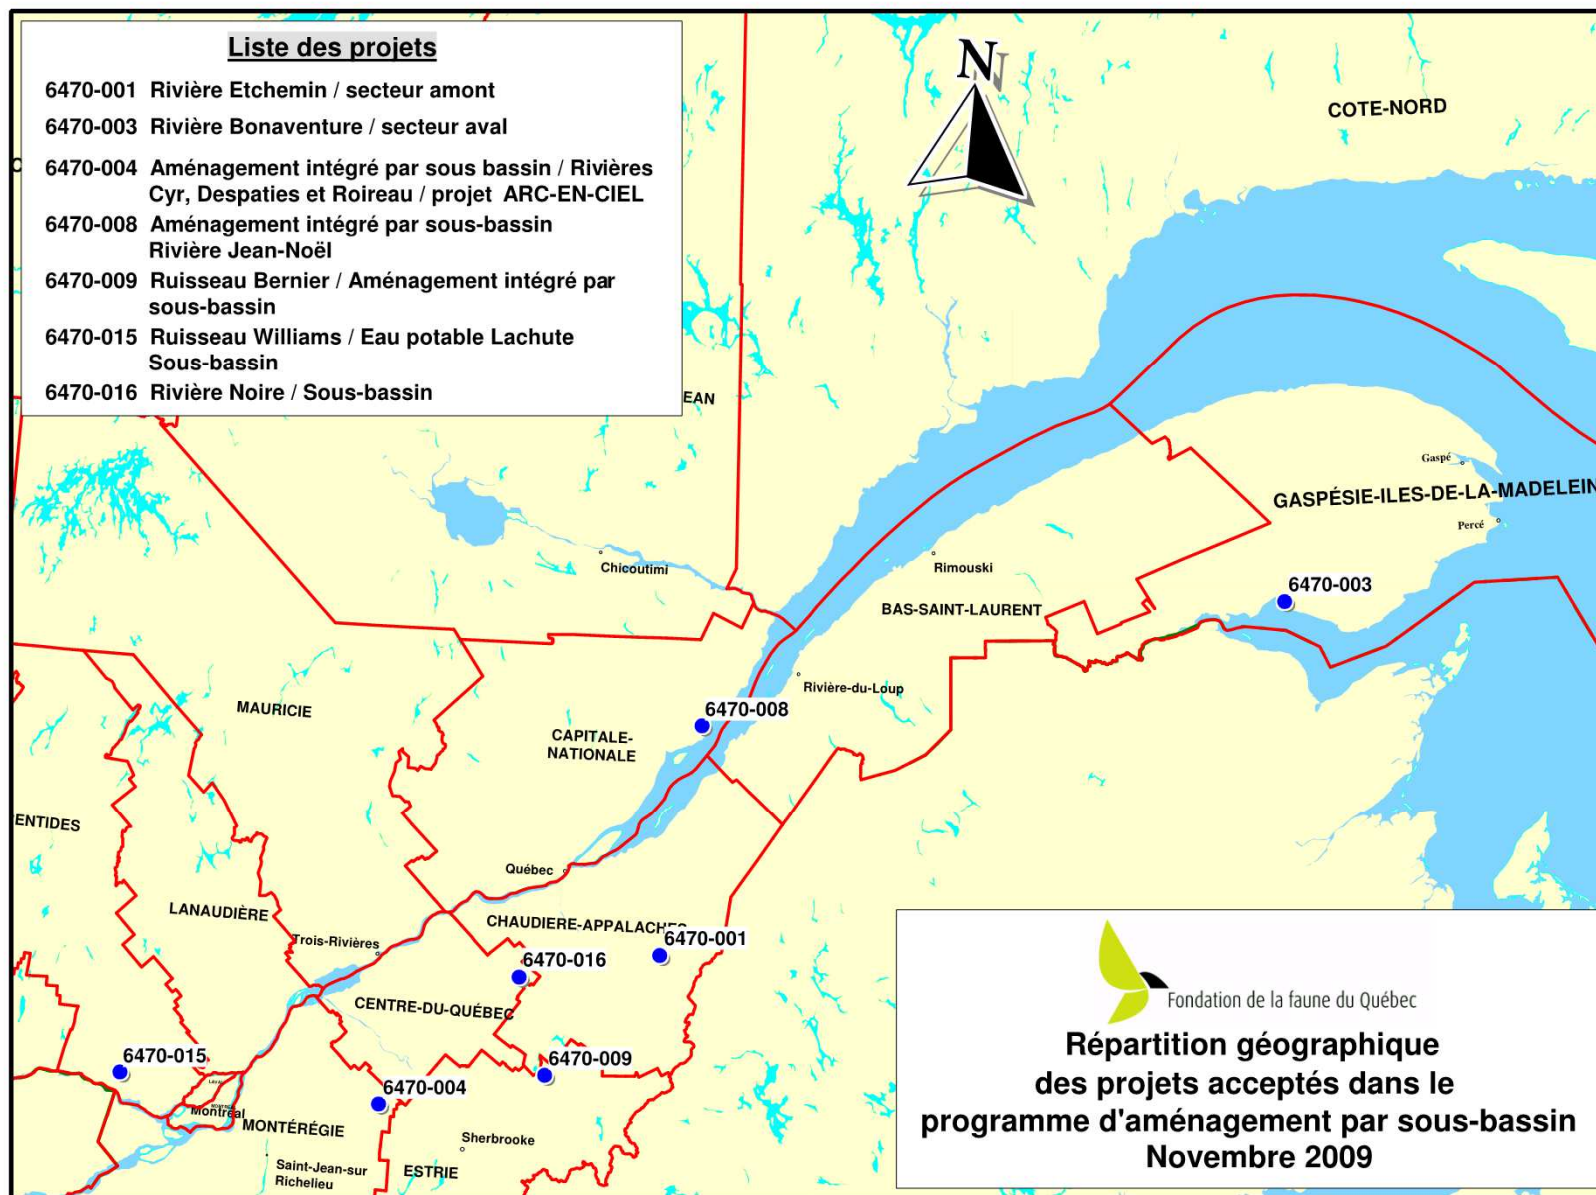 Liste des projets
6470-001 Rivière Etchemin / secteur amont
6470-003 Rivière Bonaventure / secteur aval
6470-004 Aménagement intégré par sous bassin / Rivières
Cyr, Despaties et Roireau / projet ARC-EN-CIEL
6470-008 Aménagement intégré par sous-bassin
Rivière Jean-Noël
6470-009 Ruisseau Bernier / Aménagement intégré par
sous-bassin
6470-015 Ruisseau Williams / Eau potable Lachute
Sous-bassin
6470-016 Rivière Noire / Sous-bassin
N
COTE-NORD
EAN
Gaspé
GASPÉSIE-ILES-DE-LA-MADELEIN
Percé
Chicoutimi
Rimouski
6470-003
BAS-SAINT-LAURENT
Rivière-du-Loup
MAURICIE
6470-008
CAPITALE-
NATIONALE
ENTIDES
Québec
LANAUDIÈRE
CHAUDIERE-APPALACHES
Trois-Rivières
6470-001
6470-016
CENTRE-DU-QUÉBEC
6470-015
6470-009
6470-004
Montréal
MONTÉRÉGIE
Sherbrooke
Saint-Jean-sur
Richelieu
ESTRIE
Fondation de la faune du Québec
Répartition géographique
des projets acceptés dans le
programme d'aménagement par sous-bassin
Novembre 2009